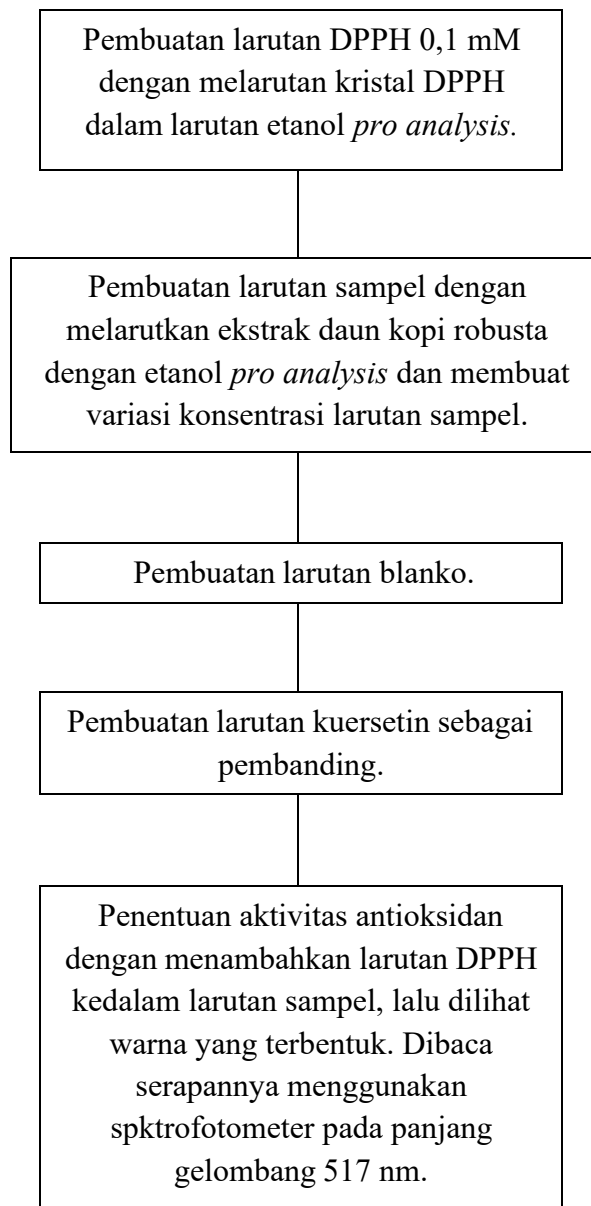 Pembuatan larutan DPPH 0,1 mM
dengan melarutan kristal DPPH
dalam larutan etanol pro analysis.
Pembuatan larutan sampel dengan
melarutkan ekstrak daun kopi robusta
dengan etanol pro analysis dan membuat
variasi konsentrasi larutan sampel.
Pembuatan larutan blanko.
Pembuatan larutan kuersetin sebagai
pembanding.
Penentuan aktivitas antioksidan
dengan menambahkan larutan DPPH
kedalam larutan sampel, lalu dilihat
warna yang terbentuk. Dibaca
serapannya menggunakan
spktrofotometer pada panjang
gelombang 517 nm.